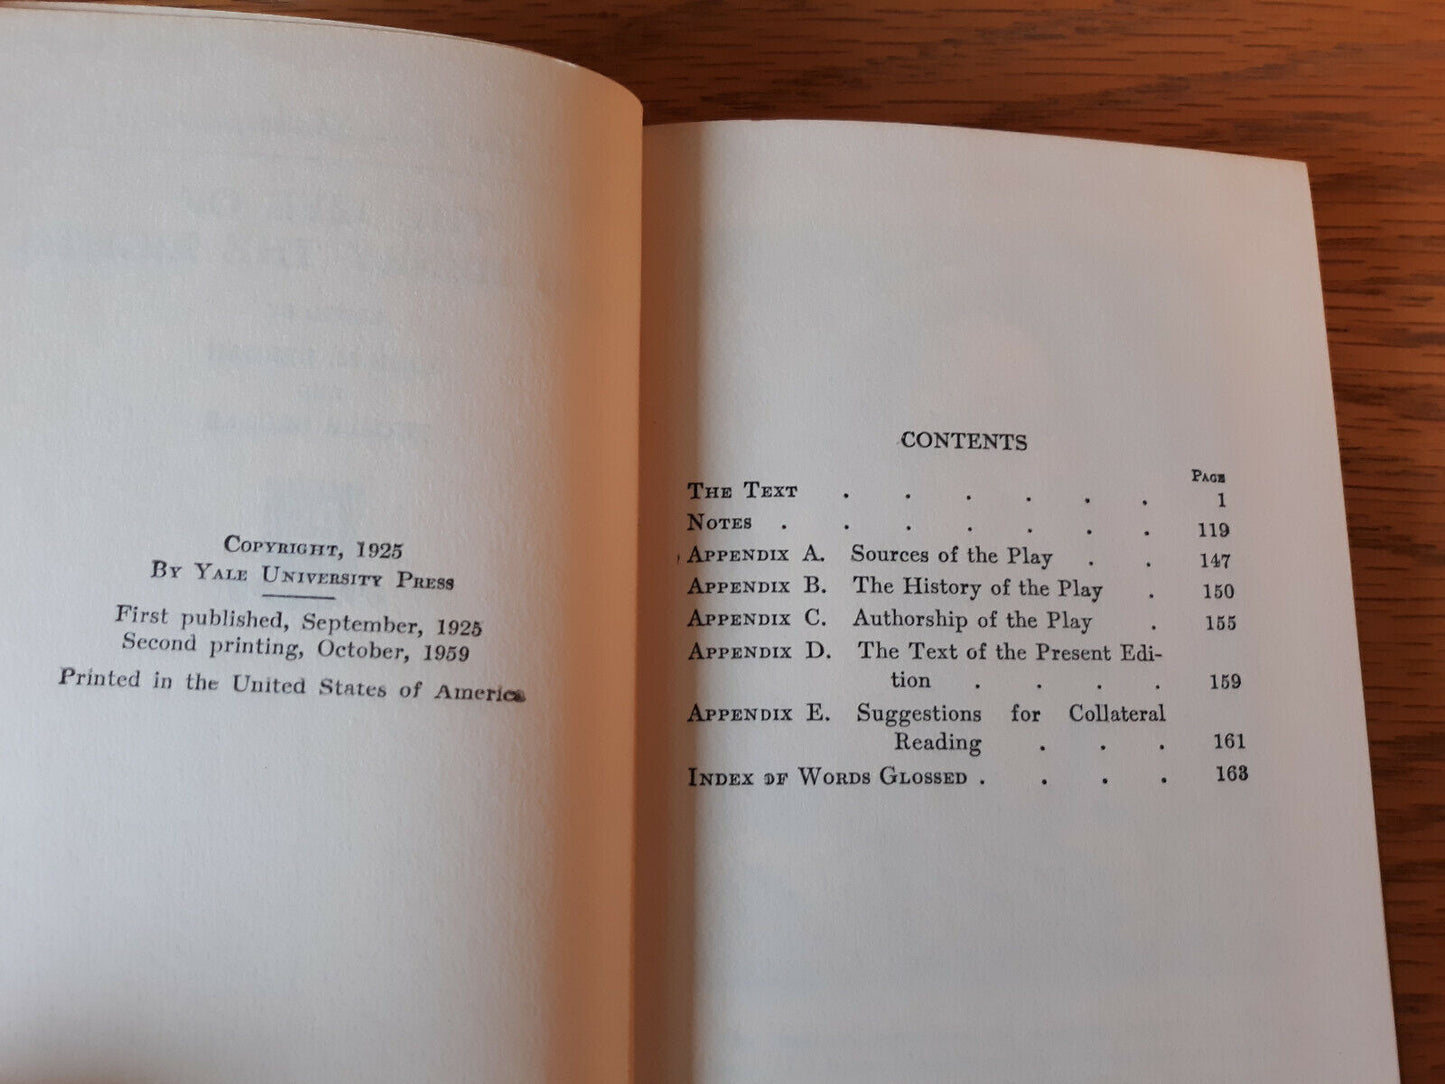 COPYRIGHT, 1925
BY YALE UNIVERSITY PRESS
First published, September, 1925
Second printing, October, 1959
Printed in the United States of America
CONTENTS
PAGE
THE TEXT . . . . . . 1
NOTES . . . . . . . 119
APPENDIX A. Sources of the Play . . 147
APPENDIX B. The History of the Play . 150
APPENDIX C. Authorship of the Play . 155
APPENDIX D. The Text of the Present Edi-
tion . . . . 159
APPENDIX E. Suggestions for Collateral
Reading . . . 161
INDEX OF WORDS GLOSSED . . . . 163